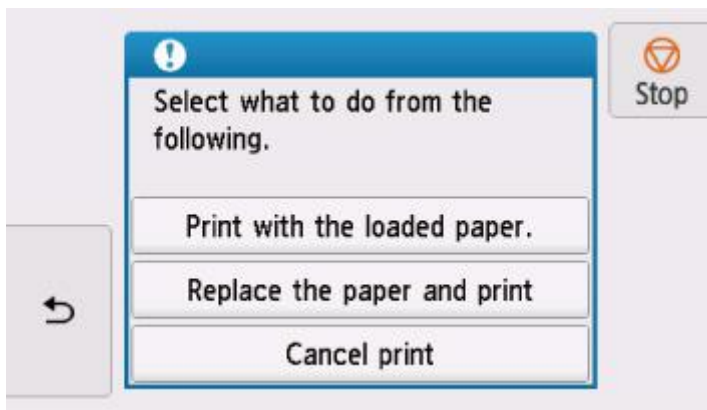 Select what to do from the
following.
Stop
Print with the loaded paper.
Replace the paper and print
Cancel print